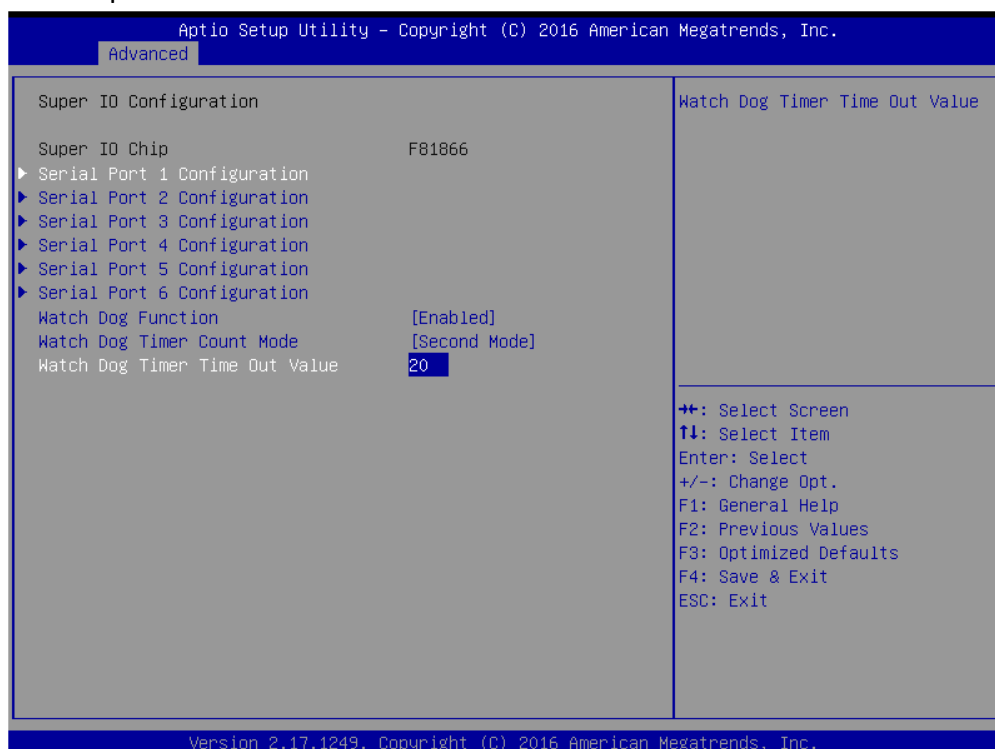 Aptio Setup Utility – Copyright (C) 2016 American Megatrends, Inc.
Advanced
Super IO Configuration
Super IO Chip F81866
Serial Port 1 Configuration
Serial Port 2 Configuration
Serial Port 3 Configuration
Serial Port 4 Configuration
Serial Port 5 Configuration
Serial Port 6 Configuration
Watch Dog Function [Enabled]
Watch Dog Timer Count Mode [Second Mode]
Watch Dog Timer Time Out Value 20
Watch Dog Timer Time Out Value
→←: Select Screen
↑↓: Select Item
Enter: Select
+/-: Change Opt.
F1: General Help
F2: Previous Values
F3: Optimized Defaults
F4: Save & Exit
ESC: Exit
Version 2.17.1249. Copyright (C) 2016 American Megatrends, Inc.